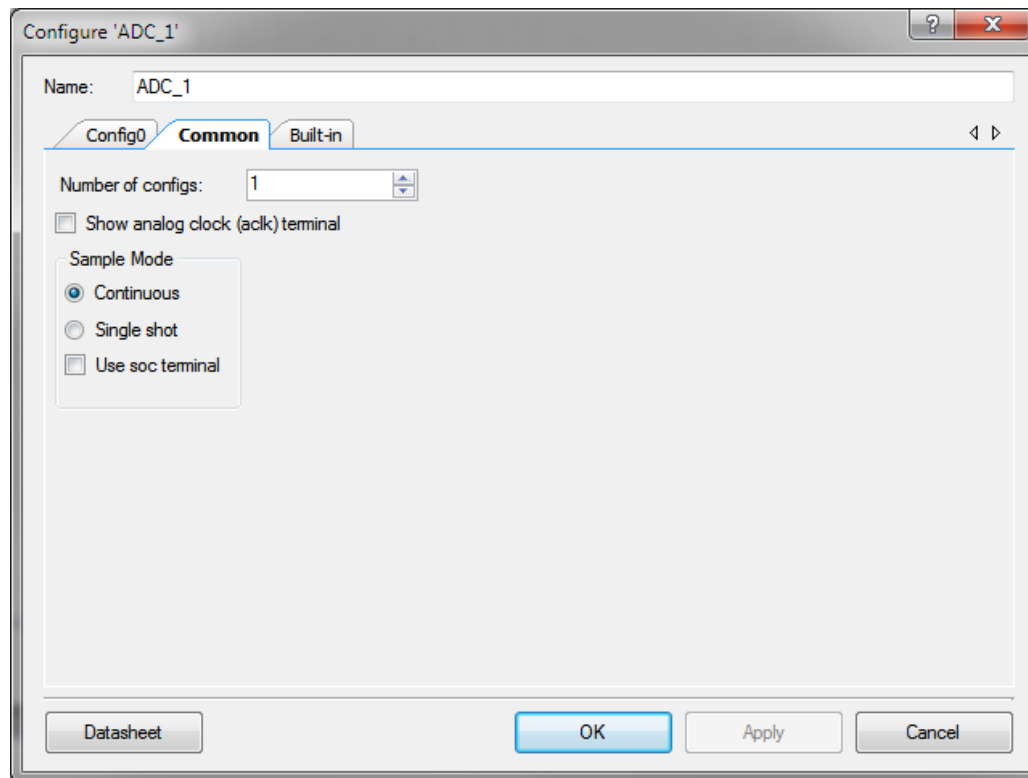 Configure 'ADC_1'
?
X
Name: ADC_1
Config0 Common Built-in
Number of configs: 1
Show analog clock (aclk) terminal
Sample Mode
Continuous
Single shot
Use soc terminal
Datasheet OK Apply Cancel